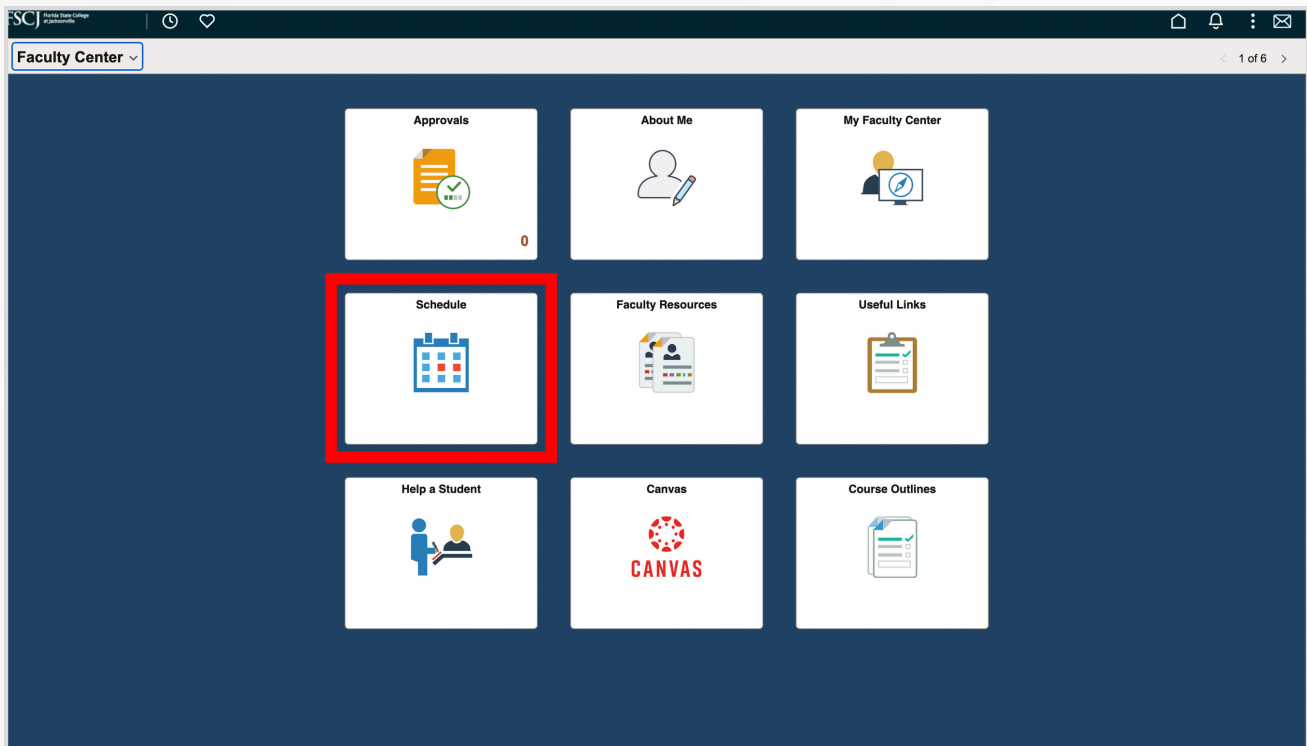 FSCJ Florida State College
at Jacksonville
Faculty Center
1 of 6
Approvals
0
About Me
My Faculty Center
Schedule
Faculty Resources
Useful Links
Help a Student
Canvas
CANVAS
Course Outlines